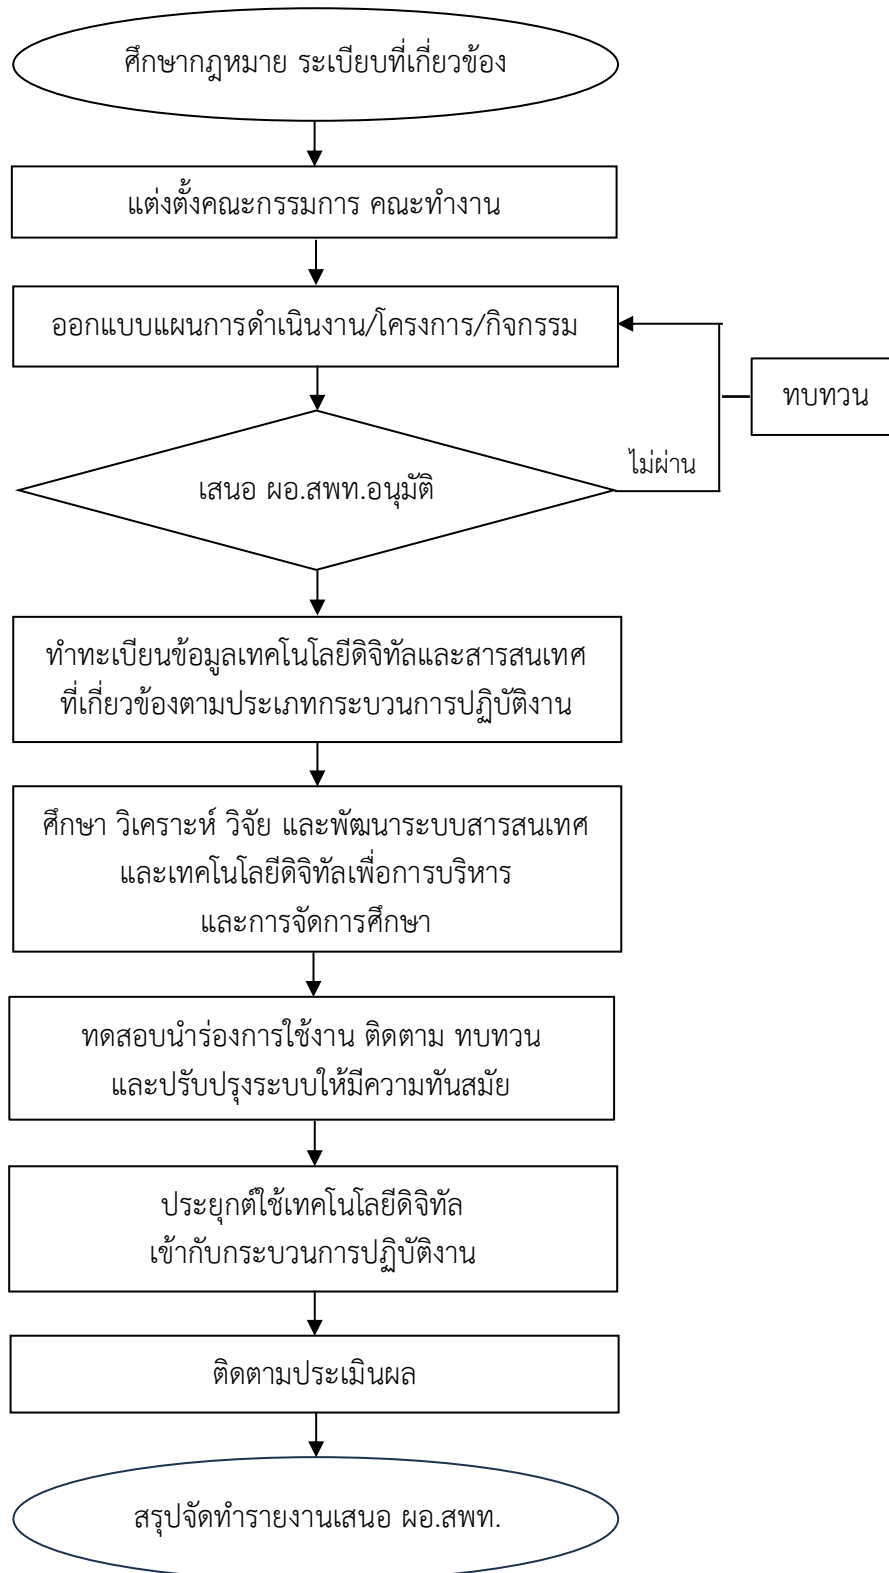 ศึกษากฎหมาย ระเบียบที่เกี่ยวข้อง
แต่งตั้งคณะกรรมการ คณะทำงาน
ออกแบบแผนการดำเนินงาน/โครงการ/กิจกรรม
ทบทวน
ไม่ผ่าน
เสนอ ผอ.สพท.อนุมัติ
ทำทะเบียนข้อมูลเทคโนโลยีดิจิทัลและสารสนเทศ
ที่เกี่ยวข้องตามประเภทกระบวนการปฏิบัติงาน
ศึกษา วิเคราะห์ วิจัย และพัฒนาระบบสารสนเทศ
และเทคโนโลยีดิจิทัลเพื่อการบริหาร
และการจัดการศึกษา
ทดสอบนำร่องการใช้งาน ติดตาม ทบทวน
และปรับปรุงระบบให้มีความทันสมัย
ประยุกต์ใช้เทคโนโลยีดิจิทัล
เข้ากับกระบวนการปฏิบัติงาน
ติดตามประเมินผล
สรุปจัดทำรายงานเสนอ ผอ.สพท.